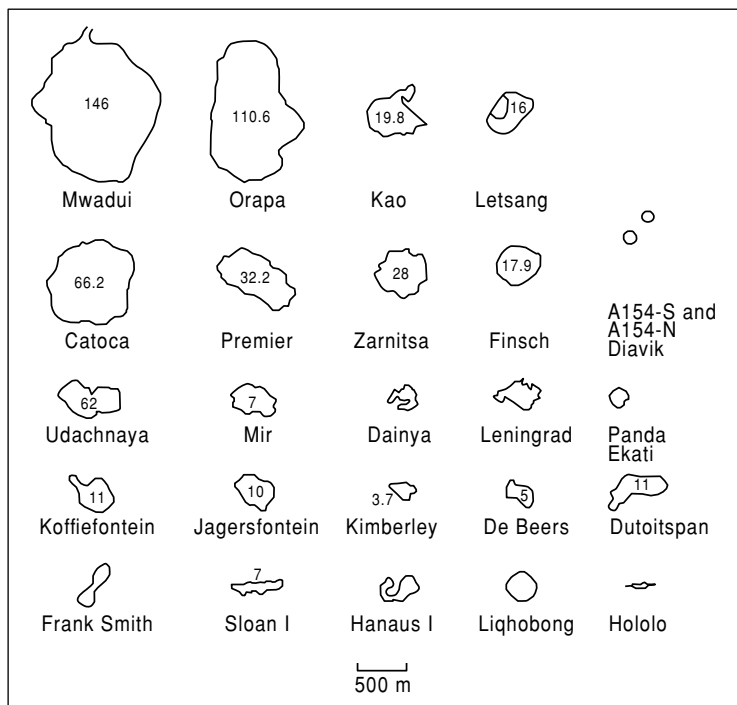 146
110.6
19.8
16
Mwadui
Orapa
Kao
Letsang
66.2
32.2
28
17.9
Catoca
Premier
Zarnitsa
Finsch
A154-S and
A154-N
Diavik
62
7
Udachnaya
Mir
Dainya
Leningrad
Panda
Ekati
11
10
3.7
5
11
Koffiefontein
Jagersfontein
Kimberley
De Beers
Dutoitspan
7
Frank Smith
Sloan I
Hanaus I
Liqhobong
Hololo
500 m